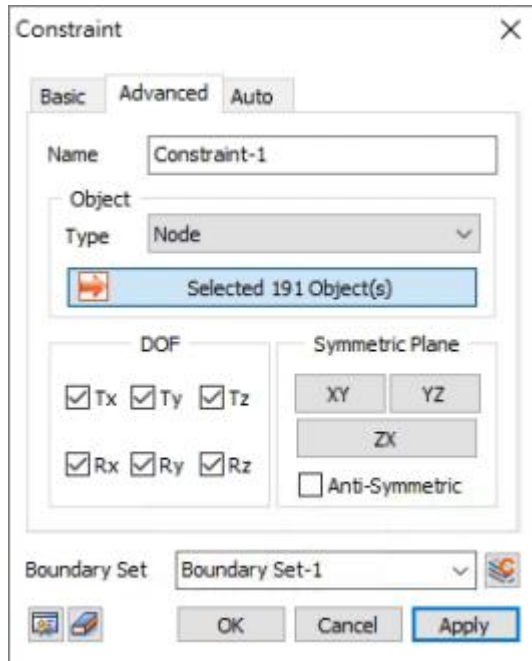 Constraint
Basic Advanced Auto
Name Constraint-1
Object
Type Node
Selected 191 Object(s)
DOF Symmetric Plane
Tx Ty Tz XY YZ
ZX
Rx Ry Rz Anti-Symmetric
Boundary Set Boundary Set-1
OK Cancel Apply